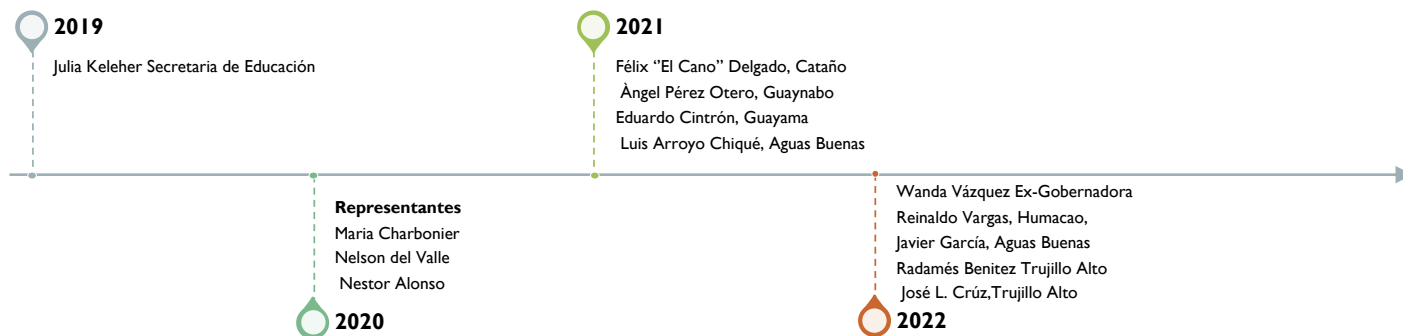 2019
Julia Keleher Secretaria de Educación
2021
Félix "El Cano" Delgado, Cataño
Àngel Pérez Otero, Guaynabo
Eduardo Cintrón, Guayama
Luis Arroyo Chiqué, Aguas Buenas
Representantes
Maria Charbonier
Nelson del Valle
Nestor Alonso
2020
Wanda Vázquez Ex-Gobernadora
Reinaldo Vargas, Humacao,
Javier García, Aguas Buenas
Radamés Benitez Trujillo Alto
José L. Crúz,Trujillo Alto
2022